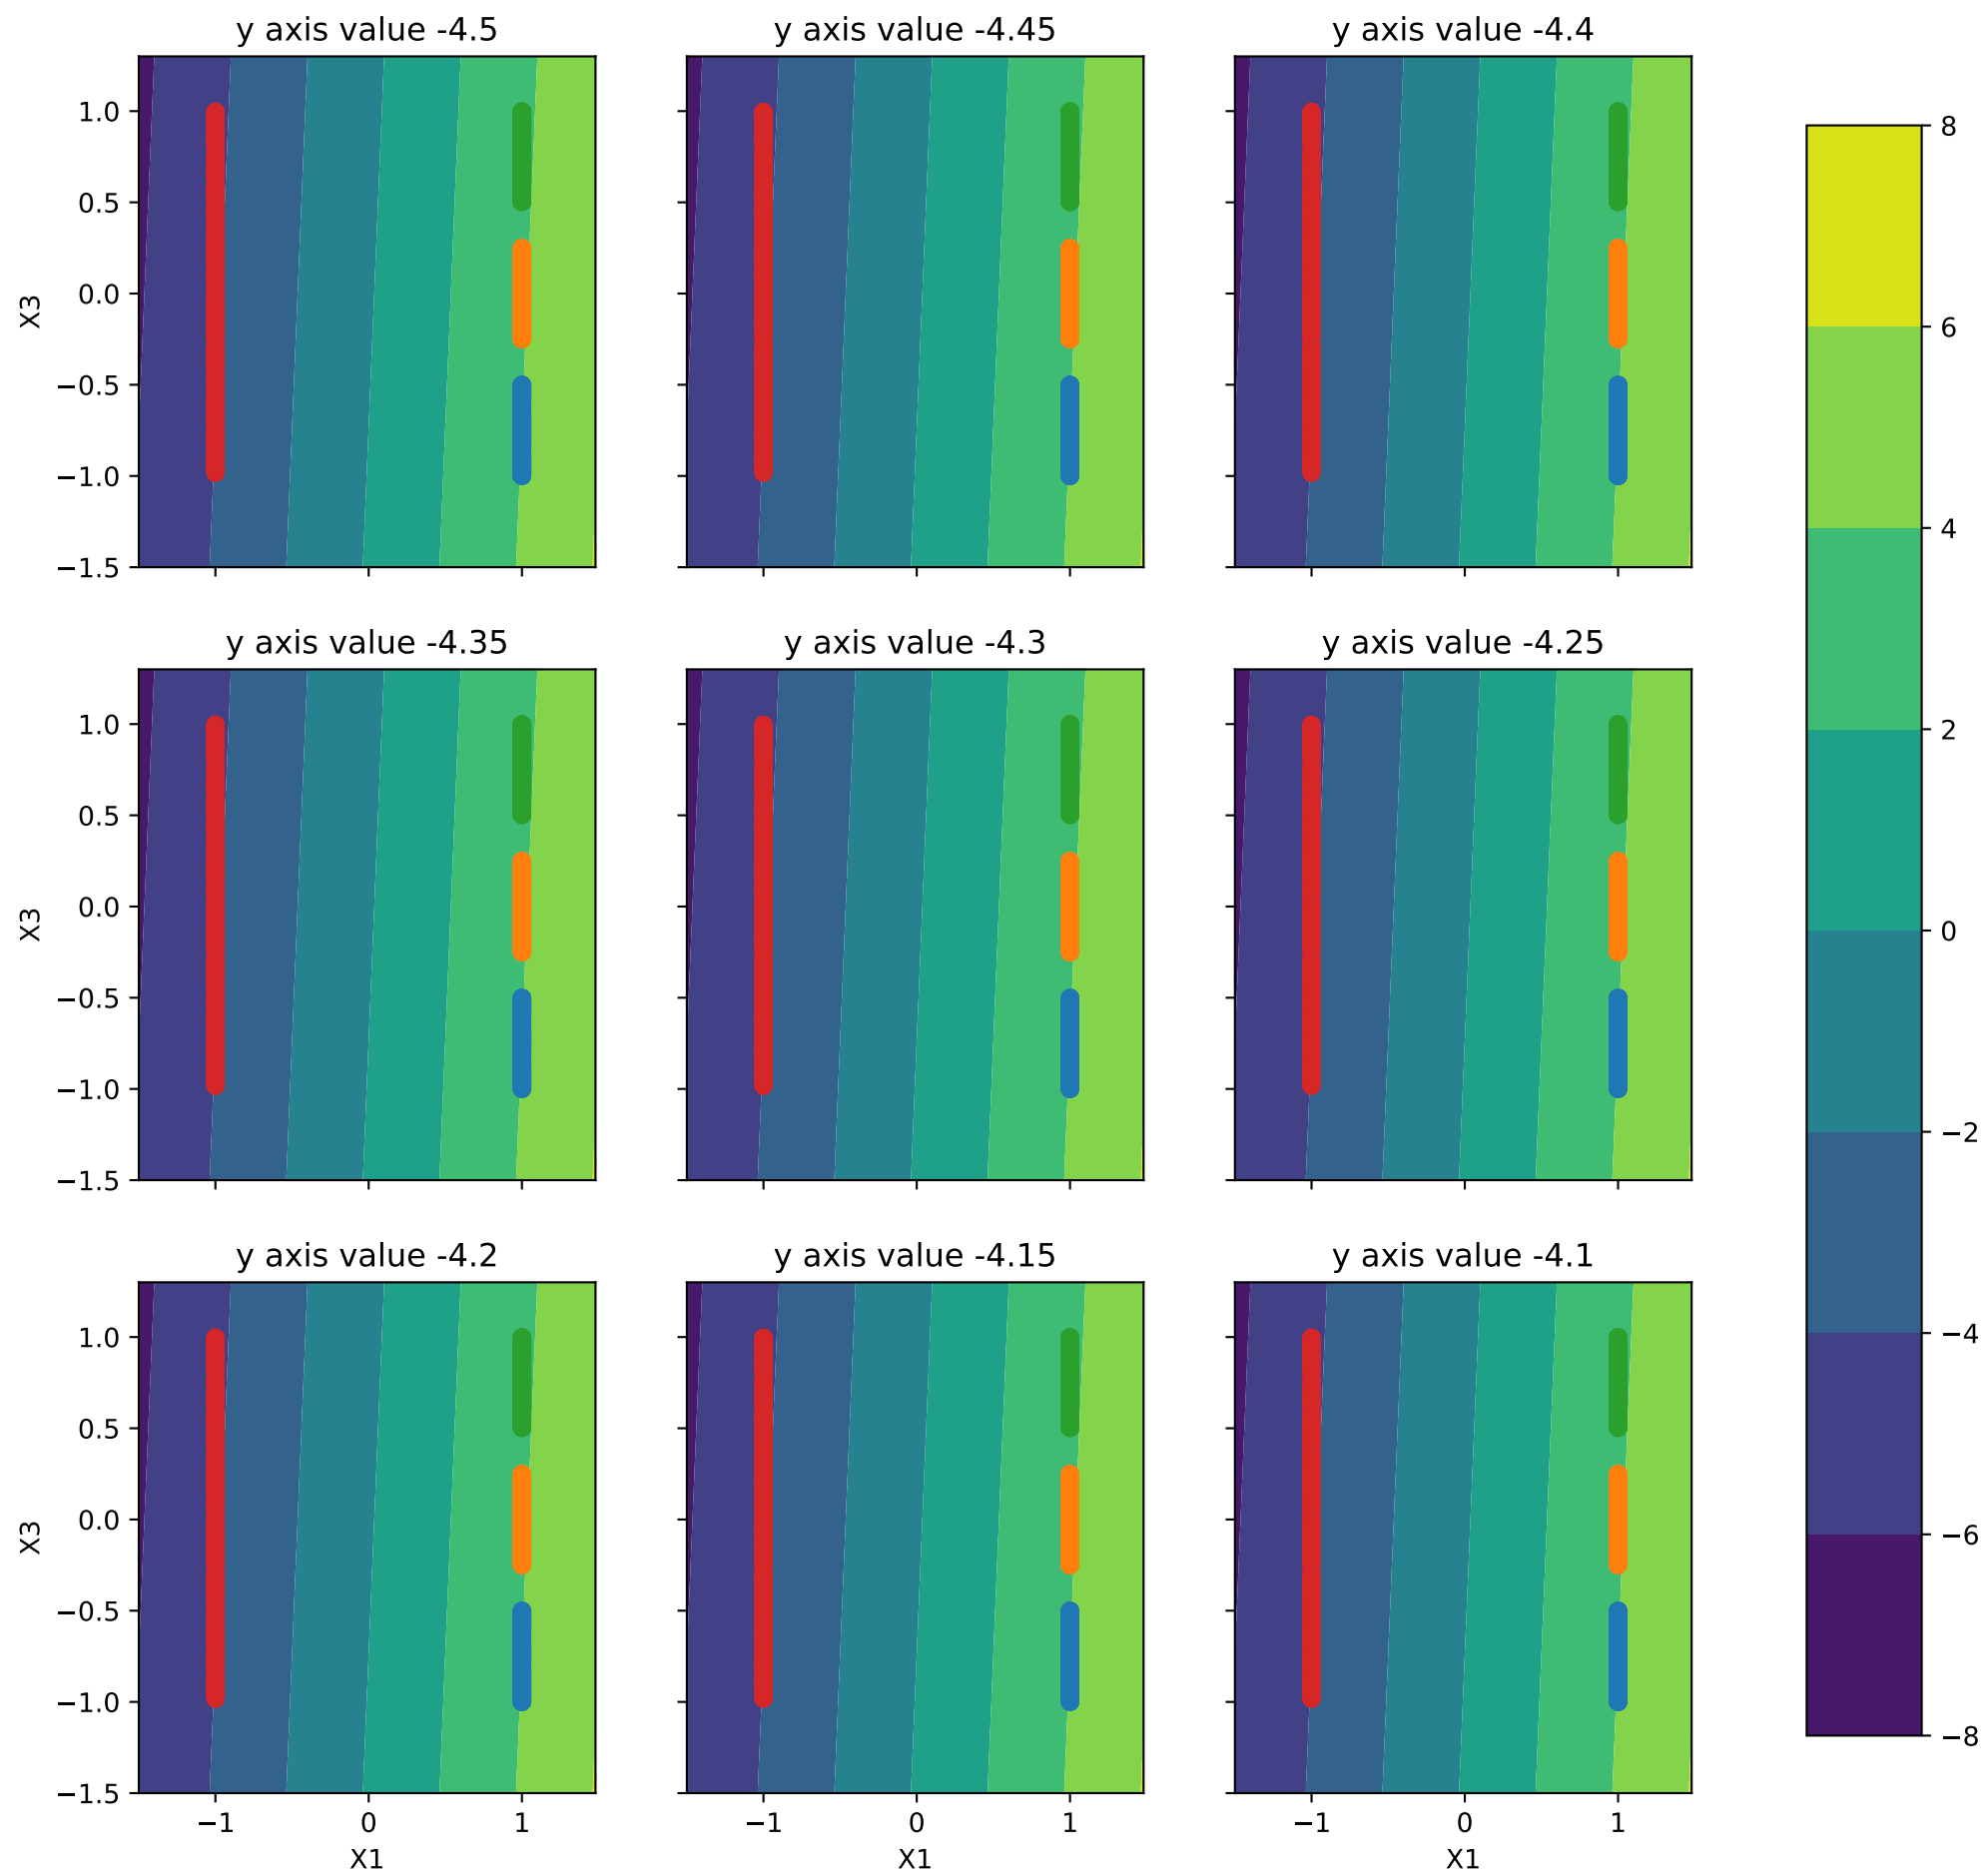 y axis value -4.5
y axis value -4.45
y axis value -4.4
1.0
0.5
0.0
−0.5
−1.0
−1.5
X3
y axis value -4.35
y axis value -4.3
y axis value -4.25
1.0
0.5
0.0
−0.5
−1.0
−1.5
X3
y axis value -4.2
y axis value -4.15
y axis value -4.1
1.0
0.5
0.0
−0.5
−1.0
−1.5
X3
−1 0 1
X1
−1 0 1
X1
−1 0 1
X1
8
6
4
2
0
−2
−4
−6
−8